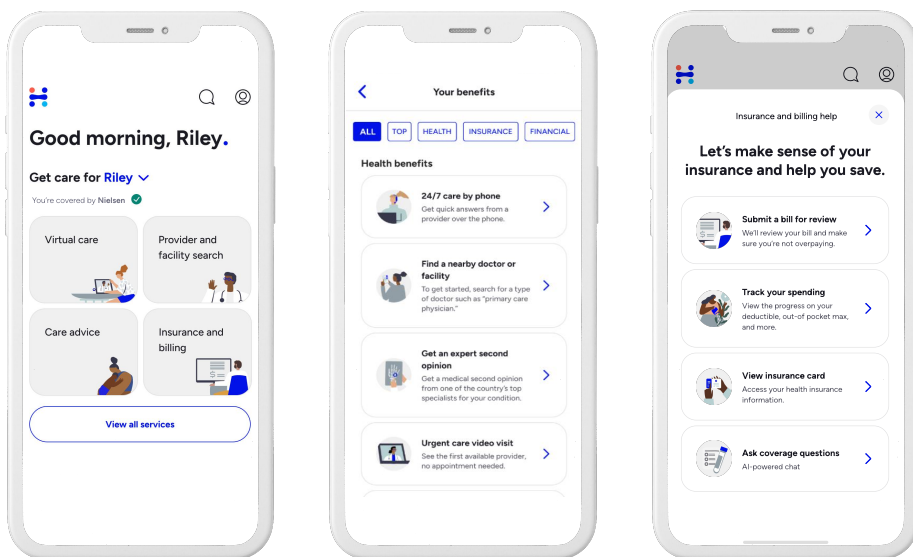 Good morning, Riley.
Get care for Riley
You're covered by Nielsen
Virtual care
Provider and
facility search
Care advice
Insurance and
billing
View all services
Your benefits
ALL
TOP
HEALTH
INSURANCE
FINANCIAL
Health benefits
24/7 care by phone
Get quick answers from a
provider over the phone.
Find a nearby doctor or
facility
To get started, search for a type
of doctor such as "primary care
physician."
Get an expert second
opinion
Get a medical second opinion
from one of the country's top
specialists for your condition.
Urgent care video visit
See the first available provider,
no appointment needed.
Insurance and billing help
Let's make sense of your
insurance and help you save.
Submit a bill for review
We'll review your bill and make
sure you're not overpaying.
Track your spending
View the progress on your
deductible, out-of pocket max,
and more.
View insurance card
Access your health insurance
information.
Ask coverage questions
AI-powered chat